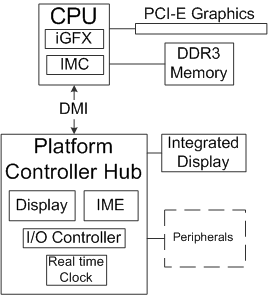 CPU
PCI-E Graphics
iGFX
IMC
DDR3
Memory
DMI
Platform
Controller Hub
Integrated
Display
Display
IME
I/O Controller
Peripherals
Real time
Clock